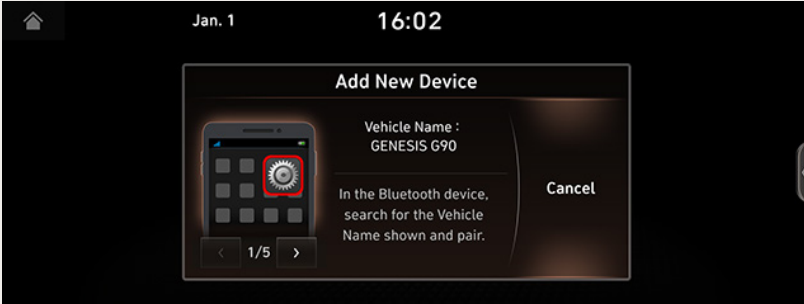 Jan. 1
16:02
Add New Device
Vehicle Name :
GENESIS G90
In the Bluetooth device,
search for the Vehicle
Name shown and pair.
Cancel
< 1/5 >